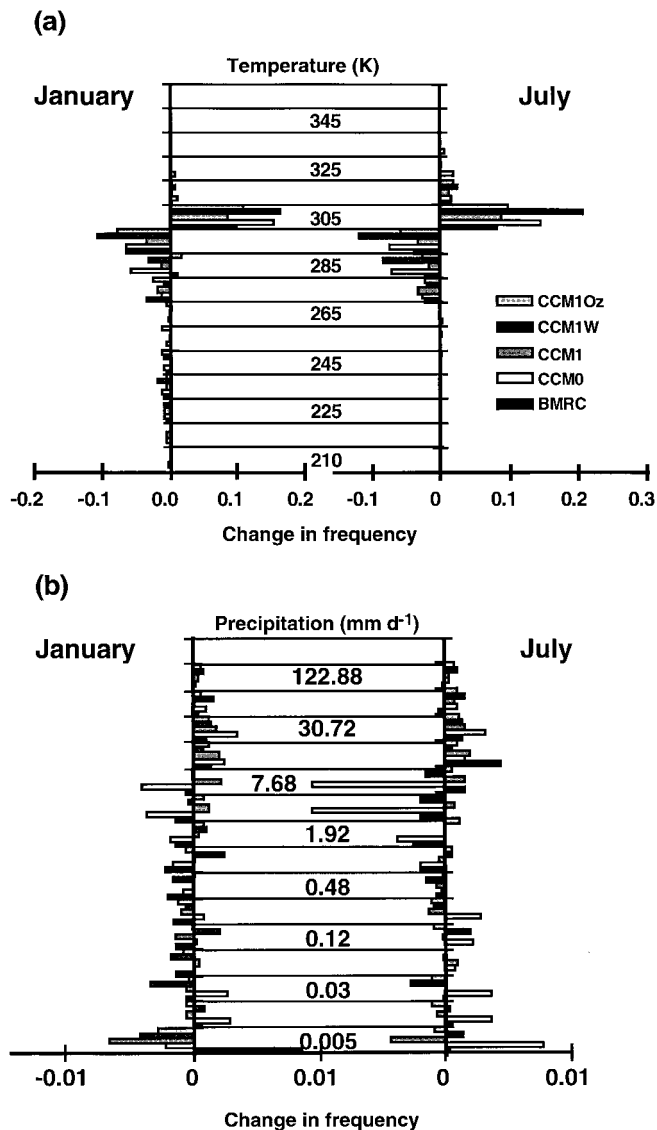 (a)
Temperature (K)
January
July
345
325
305
285
265
245
225
210
CCM1Oz
CCM1W
CCM1
CCM0
BMRC
-0.2 -0.1 0.0 0.1 0.2 -0.1 0 0.1 0.2 0.3
Change in frequency
(b)
Precipitation (mm d-1)
January
July
122.88
30.72
7.68
1.92
0.48
0.12
0.03
0.005
-0.01 0 0.01 0 0.01
Change in frequency